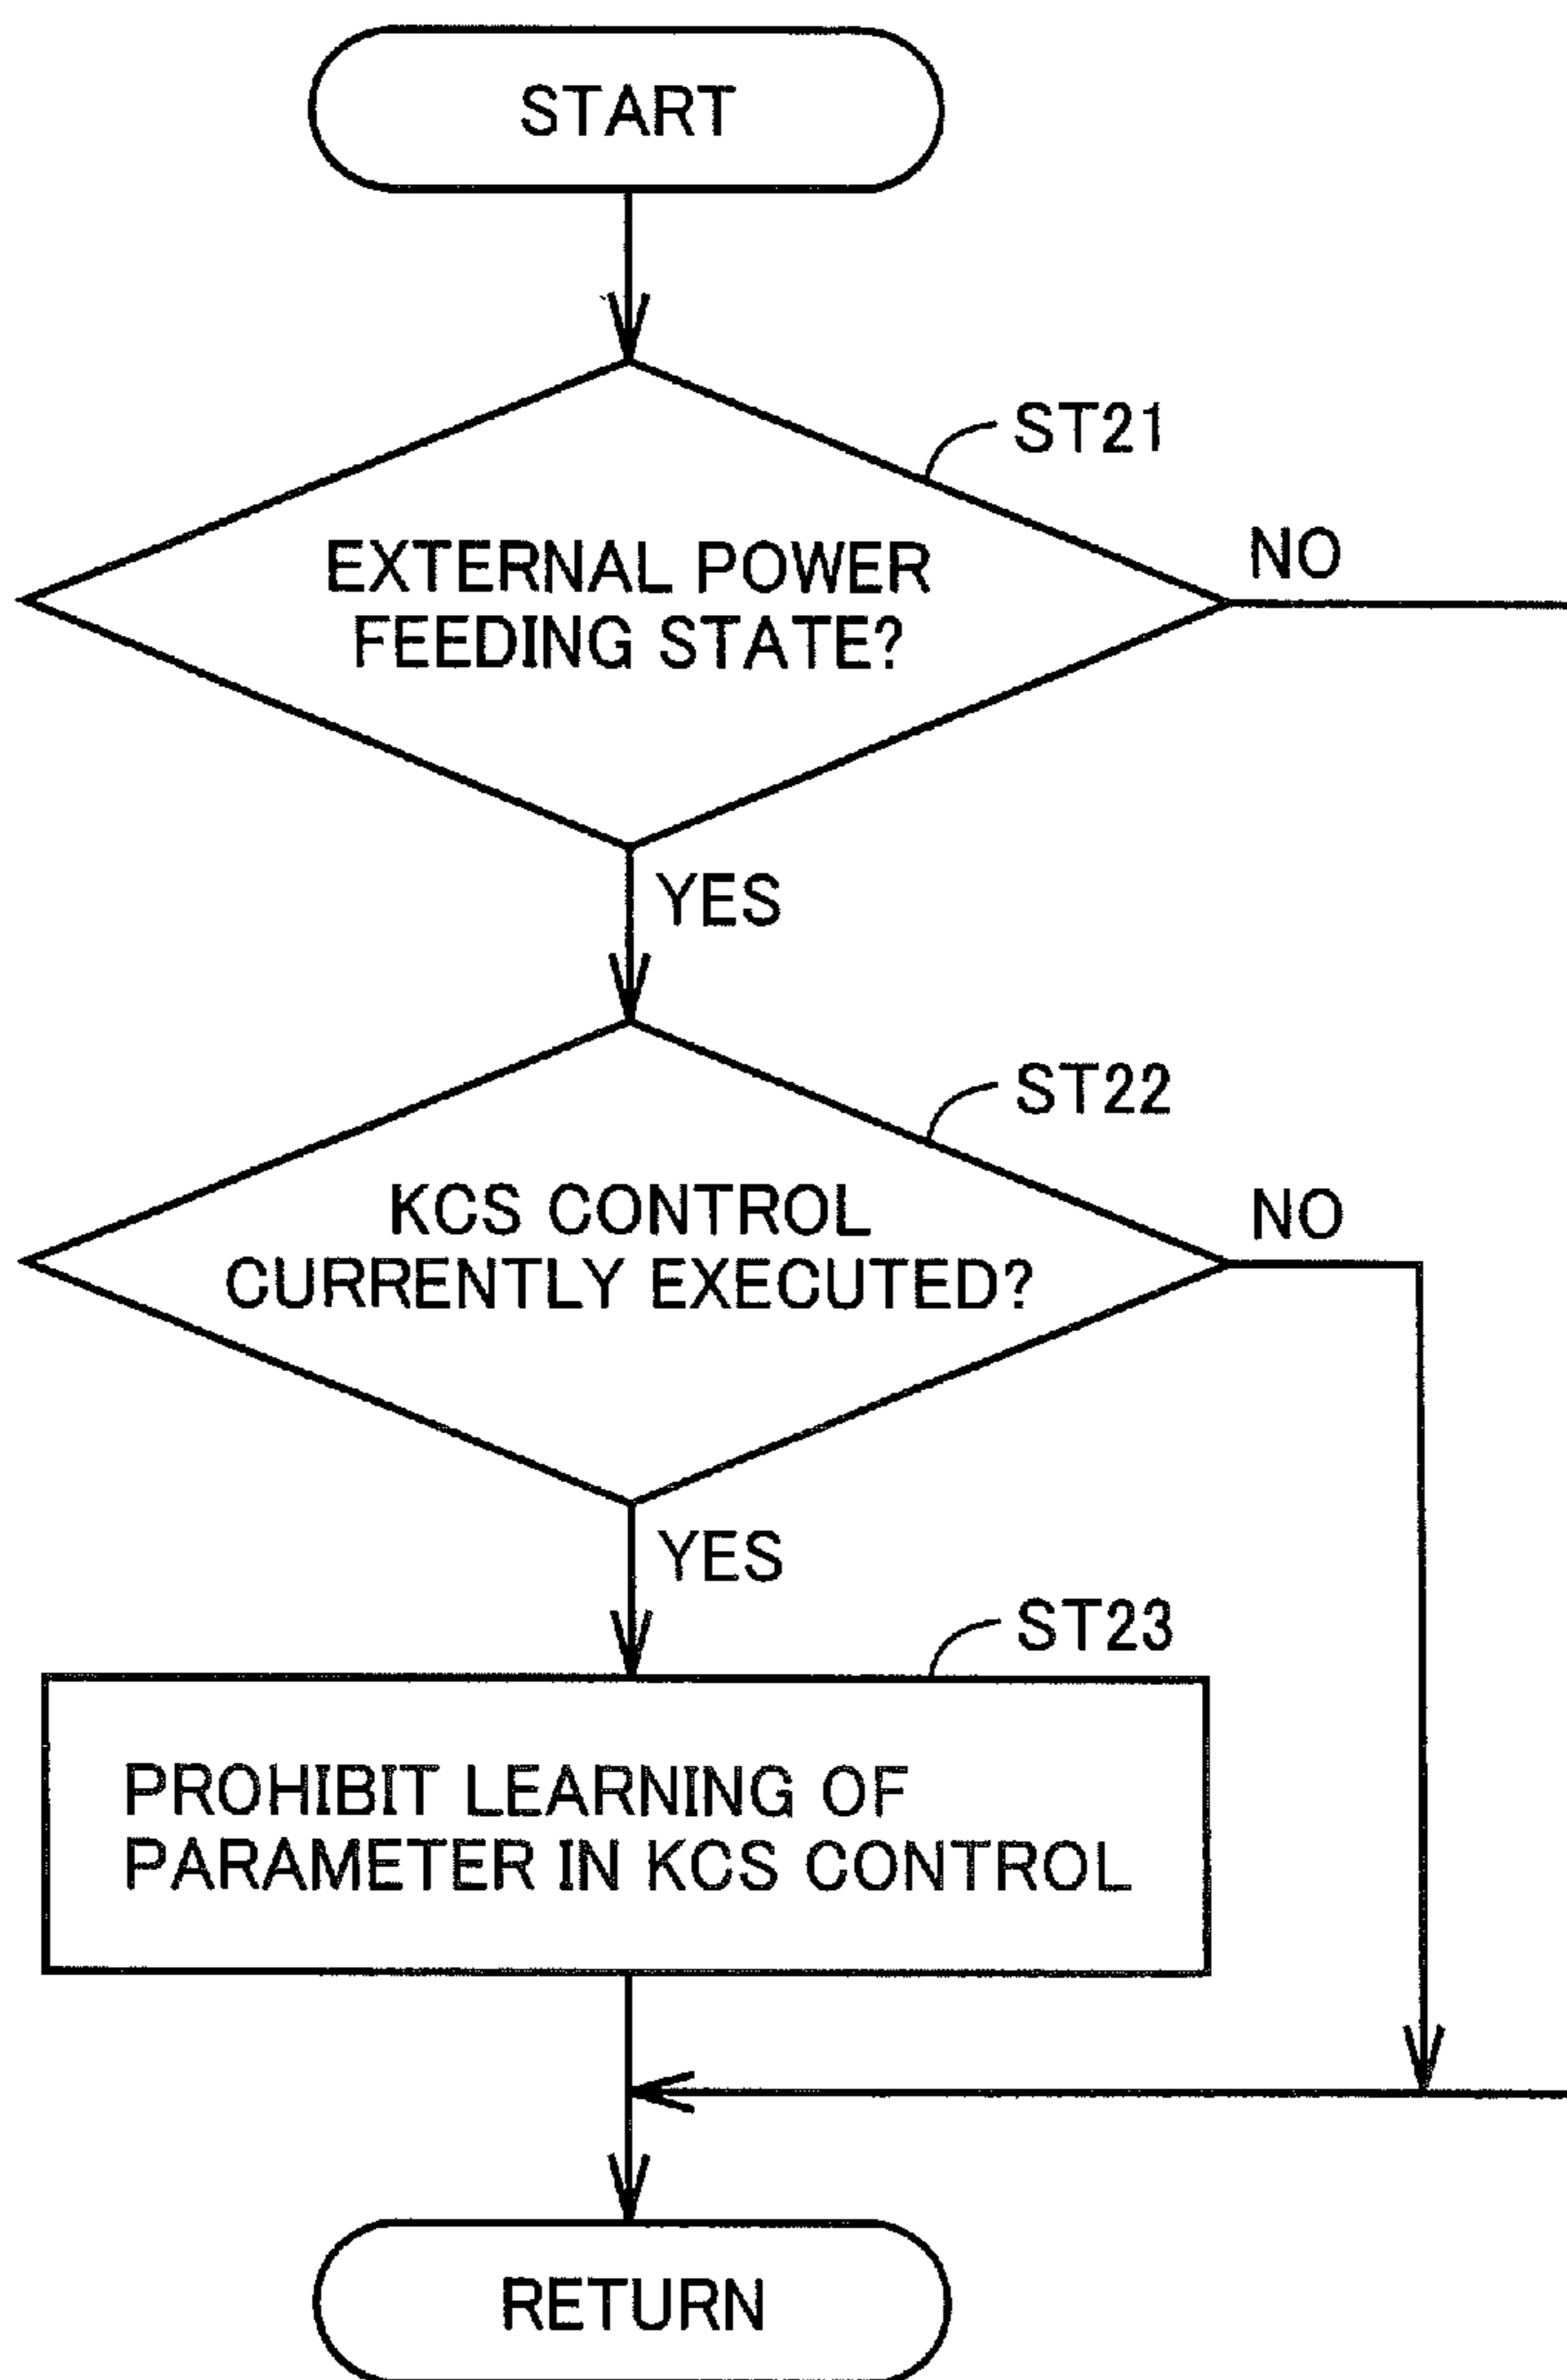 START
ST21
EXTERNAL POWER
FEEDING STATE?
NO
YES
ST22
KCS CONTROL
CURRENTLY EXECUTED?
NO
YES
ST23
PROHIBIT LEARNING OF
PARAMETER IN KCS CONTROL
RETURN